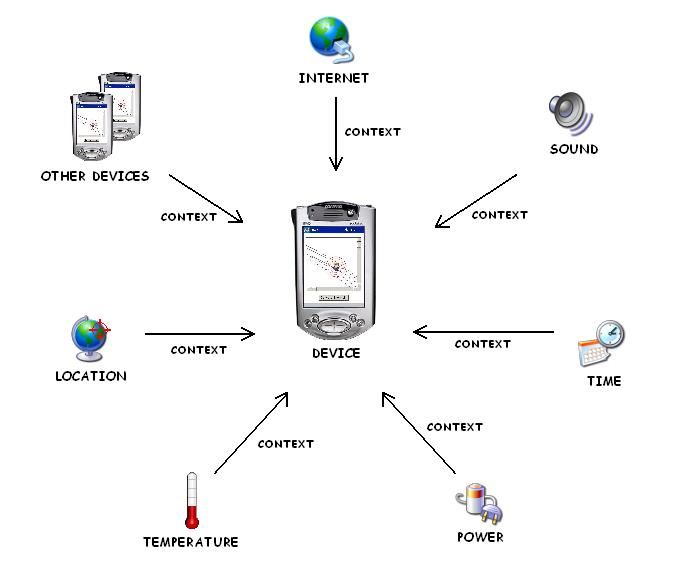 INTERNET
CONTEXT
SOUND
OTHER DEVICES
CONTEXT
CONTEXT
DEVICE
LOCATION
CONTEXT
CONTEXT
TIME
CONTEXT
CONTEXT
TEMPERATURE
POWER